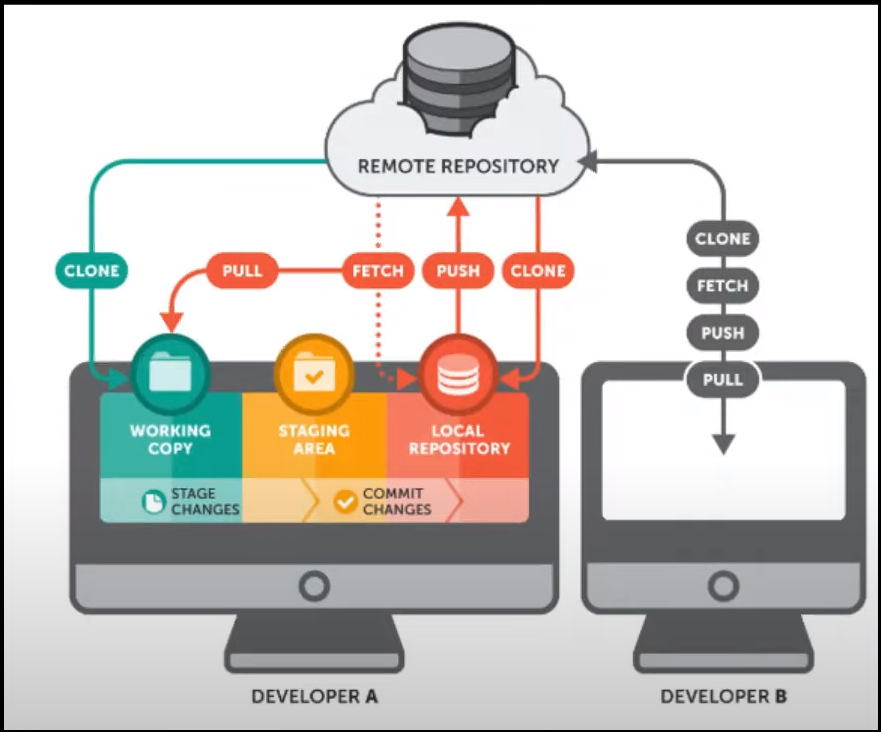 REMOTE REPOSITORY
CLONE
PULL
FETCH
PUSH
CLONE
CLONE
FETCH
PUSH
PULL
WORKING
COPY
STAGING
AREA
LOCAL
REPOSITORY
STAGE
CHANGES
COMMIT
CHANGES
DEVELOPER A
DEVELOPER B